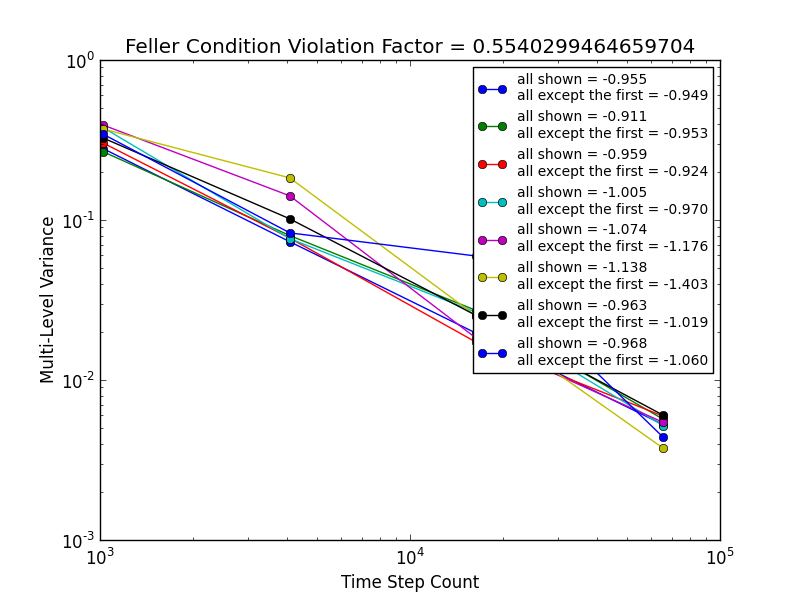 Feller Condition Violation Factor = 0.5540299464659704
10^0
10^-1
10^-2
10^-3
Multi-Level Variance
all shown = -0.955
all except the first = -0.949
all shown = -0.911
all except the first = -0.953
all shown = -0.959
all except the first = -0.924
all shown = -1.005
all except the first = -0.970
all shown = -1.074
all except the first = -1.176
all shown = -1.138
all except the first = -1.403
all shown = -0.963
all except the first = -1.019
all shown = -0.968
all except the first = -1.060
10^3
10^4
10^5
Time Step Count